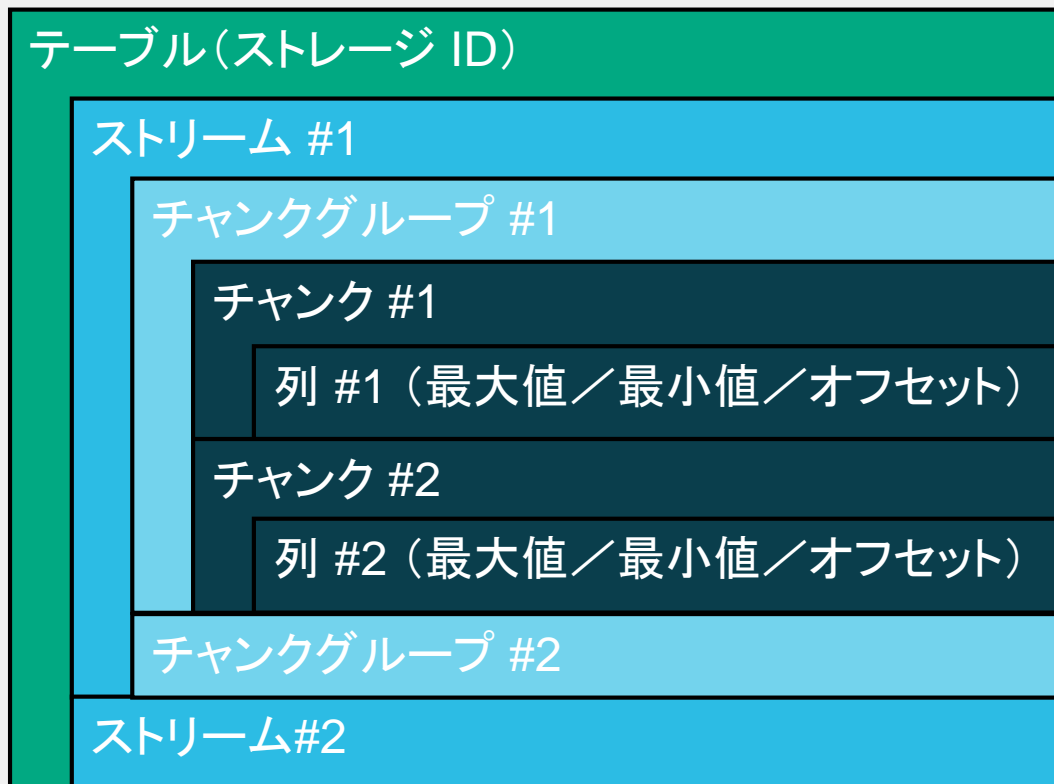 テーブル（ストレージ ID）
ストリーム #1
チャンクグループ #1
チャンク #1
列 #1（最大値／最小値／オフセット）
チャンク #2
列 #2（最大値／最小値／オフセット）
チャンクグループ #2
ストリーム#2